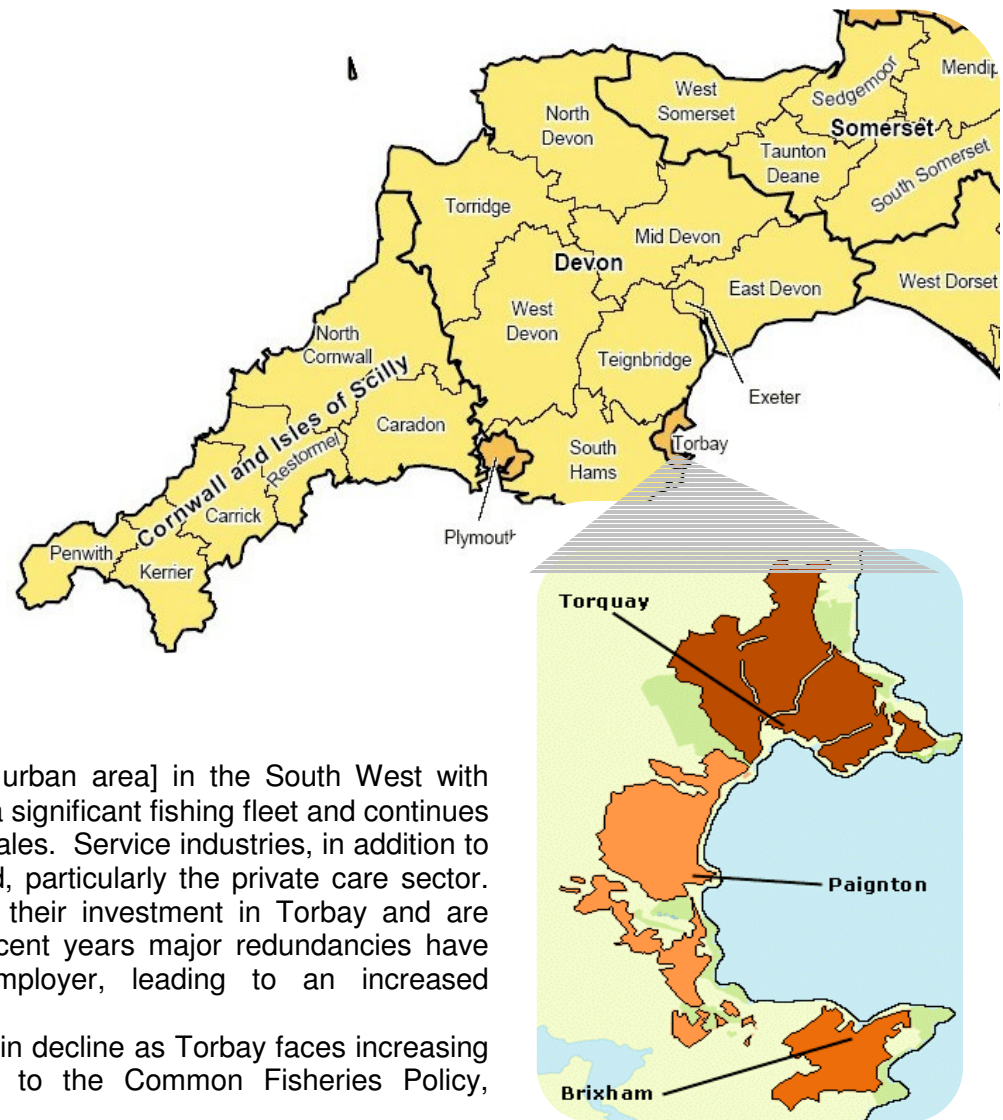 Mendip
Sedgemoor
West
Somerset
Somerset
North
Devon
Taunton
Deane
South Somerset
Torridge
Mid Devon
Devon
East Devon
West Dorset
West
Devon
North
Cornwall
Teignbridge
Exeter
Cornwall and Isles of Scilly
Caradon
Restormel
South
Hams
Torbay
Carrick
Plymouth
Penwith
Kerrier
Torquay
urban area] in the South West with
a significant fishing fleet and continues
ales. Service industries, in addition to
d, particularly the private care sector.
their investment in Torbay and are
cent years major redundancies have
mployer, leading to an increased
in decline as Torbay faces increasing
to the Common Fisheries Policy,
Paignton
Brixham